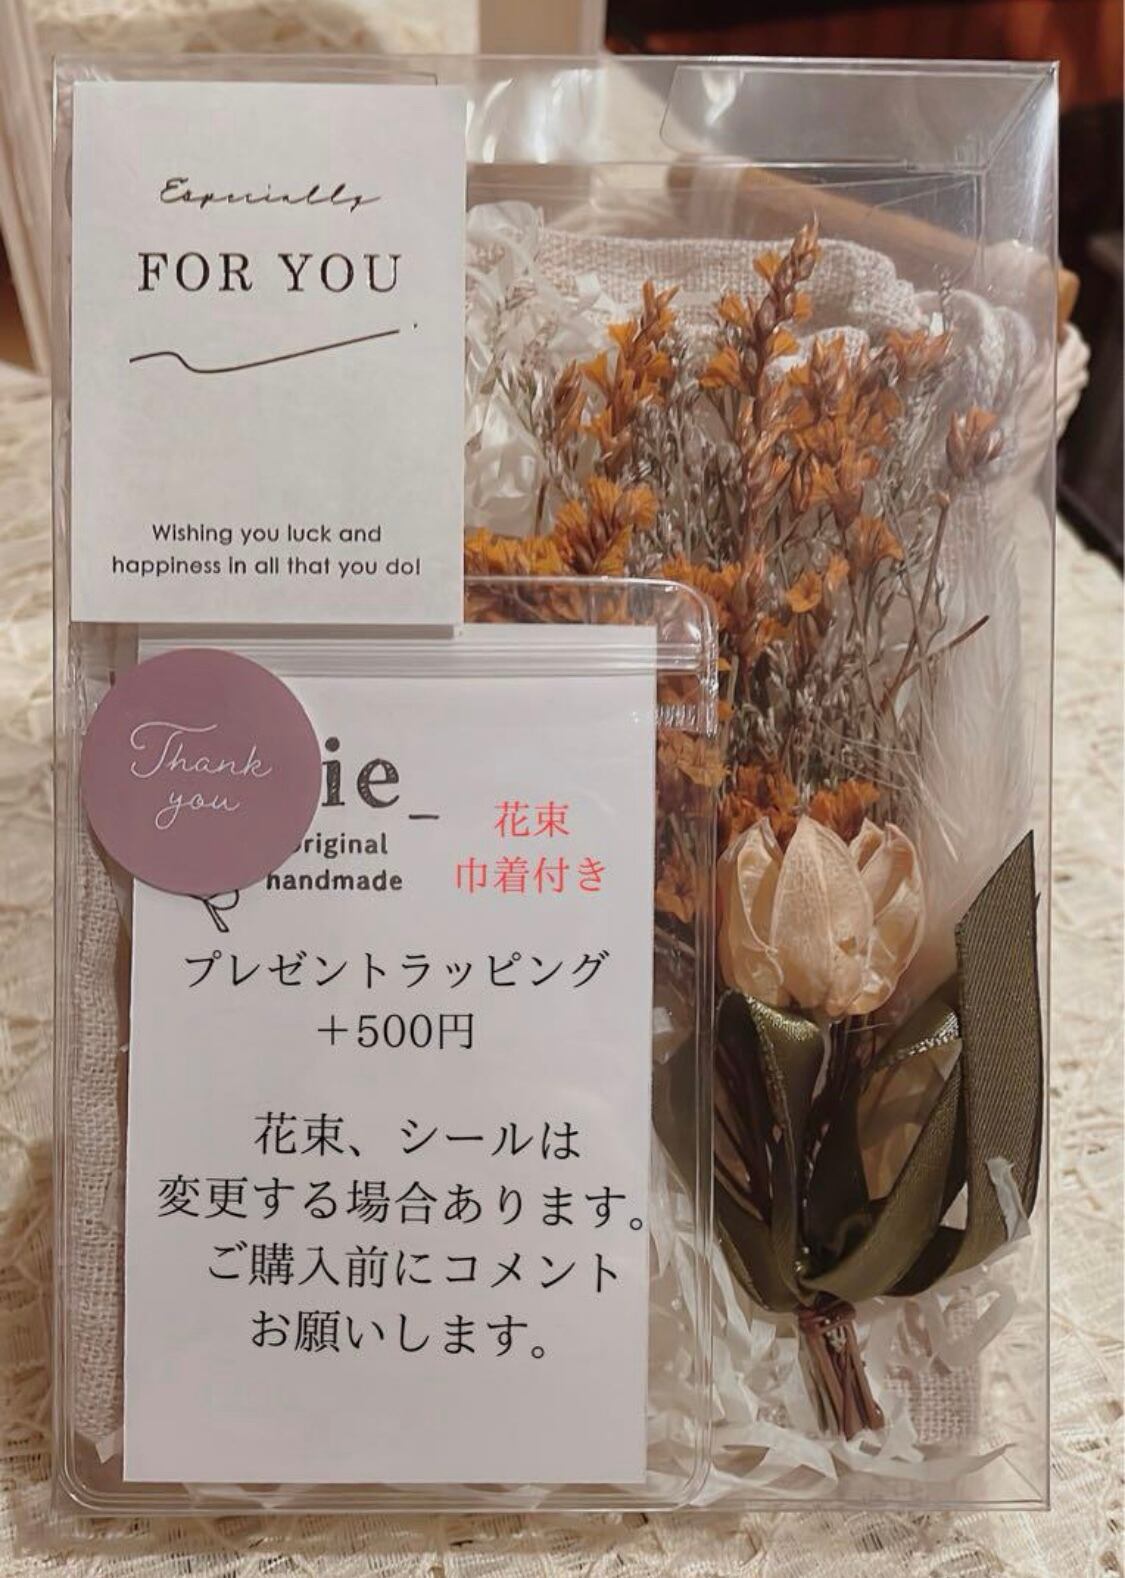 Especially
FOR YOU
Wishing you luck and
happiness in all that you do!
Thank
you
ie_
original
handmade
花束
巾着付き
プレゼントラッピング
+500円
花束、シールは
変更する場合あります。
ご購入前にコメント
お願いします。